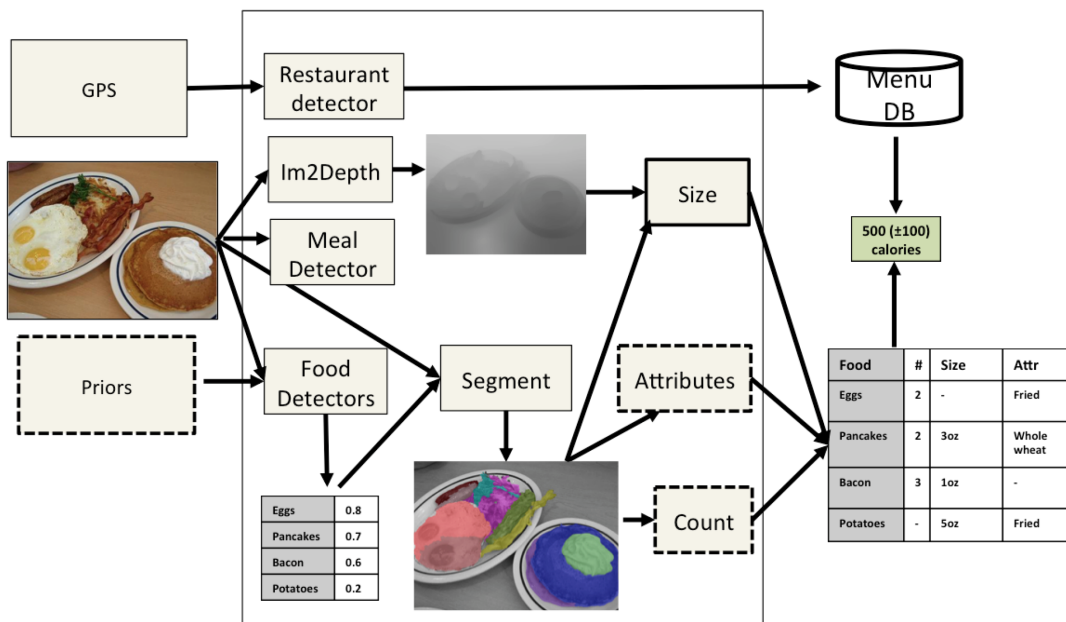 GPS
Restaurant
detector
Menu
DB
Im2Depth
Size
Meal
Detector
500 (±100)
calories
Priors
Food
Detectors
Segment
Attributes
Count
Eggs 0.8
Pancakes 0.7
Bacon 0.6
Potatoes 0.2
Food # Size Attr
Eggs 2 - Fried
Pancakes 2 3oz Whole
wheat
Bacon 3 1oz -
Potatoes - 5oz Fried